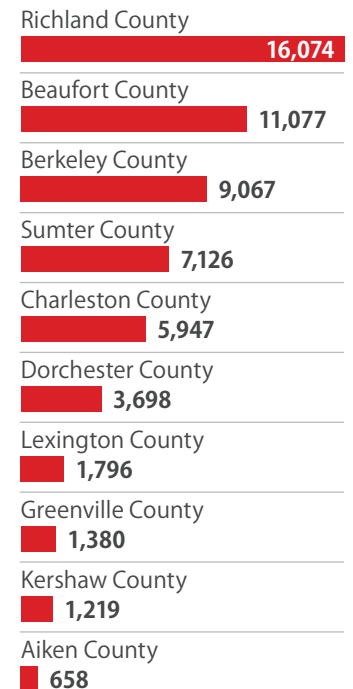 Richland County
16,074
Beaufort County
11,077
Berkeley County
9,067
Sumter County
7,126
Charleston County
5,947
Dorchester County
3,698
Lexington County
1,796
Greenville County
1,380
Kershaw County
1,219
Aiken County
658